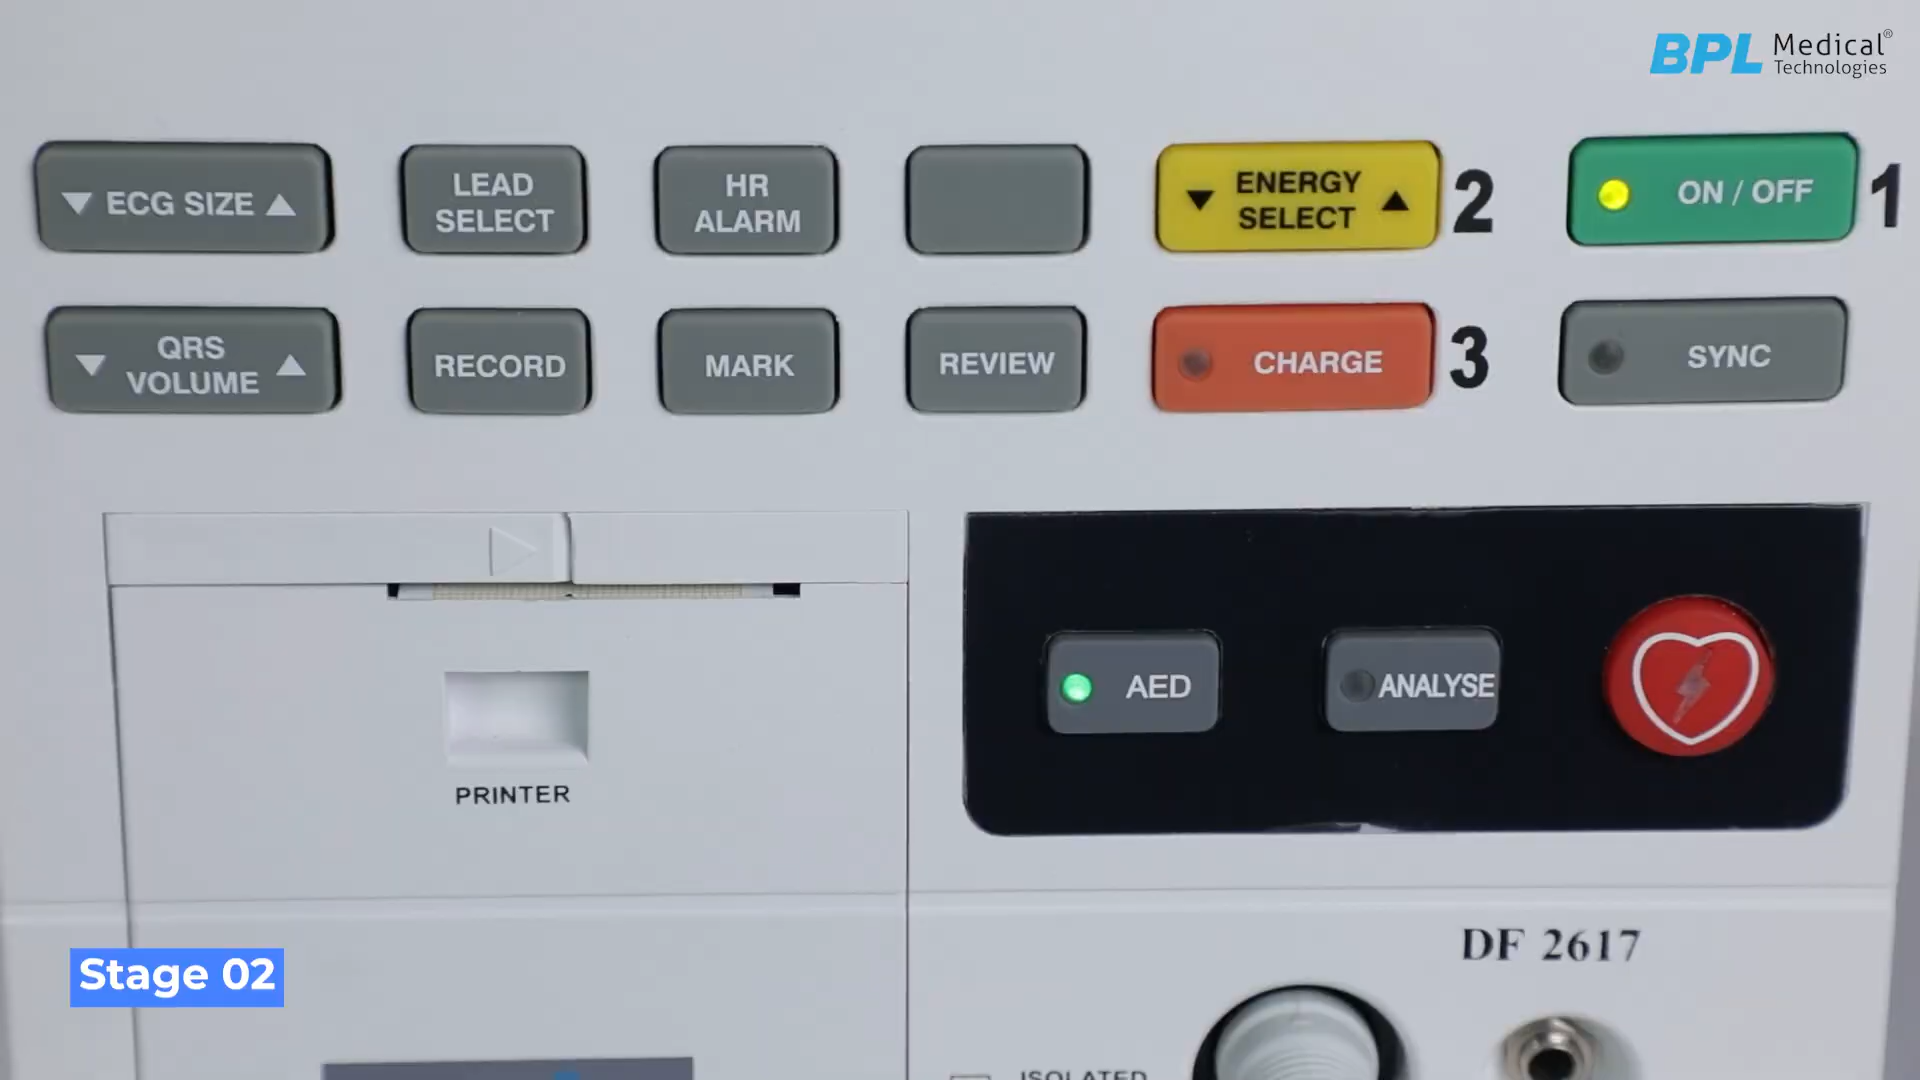 BPL Medical®
Technologies
▼ ECG SIZE ▲
LEAD
SELECT
HR
ALARM
▼ ENERGY
SELECT ▲
2
ON / OFF
1
▼ QRS
VOLUME ▲
RECORD
MARK
REVIEW
CHARGE
3
SYNC
AED
ANALYSE
PRINTER
DF 2617
Stage 02
ISOLATED